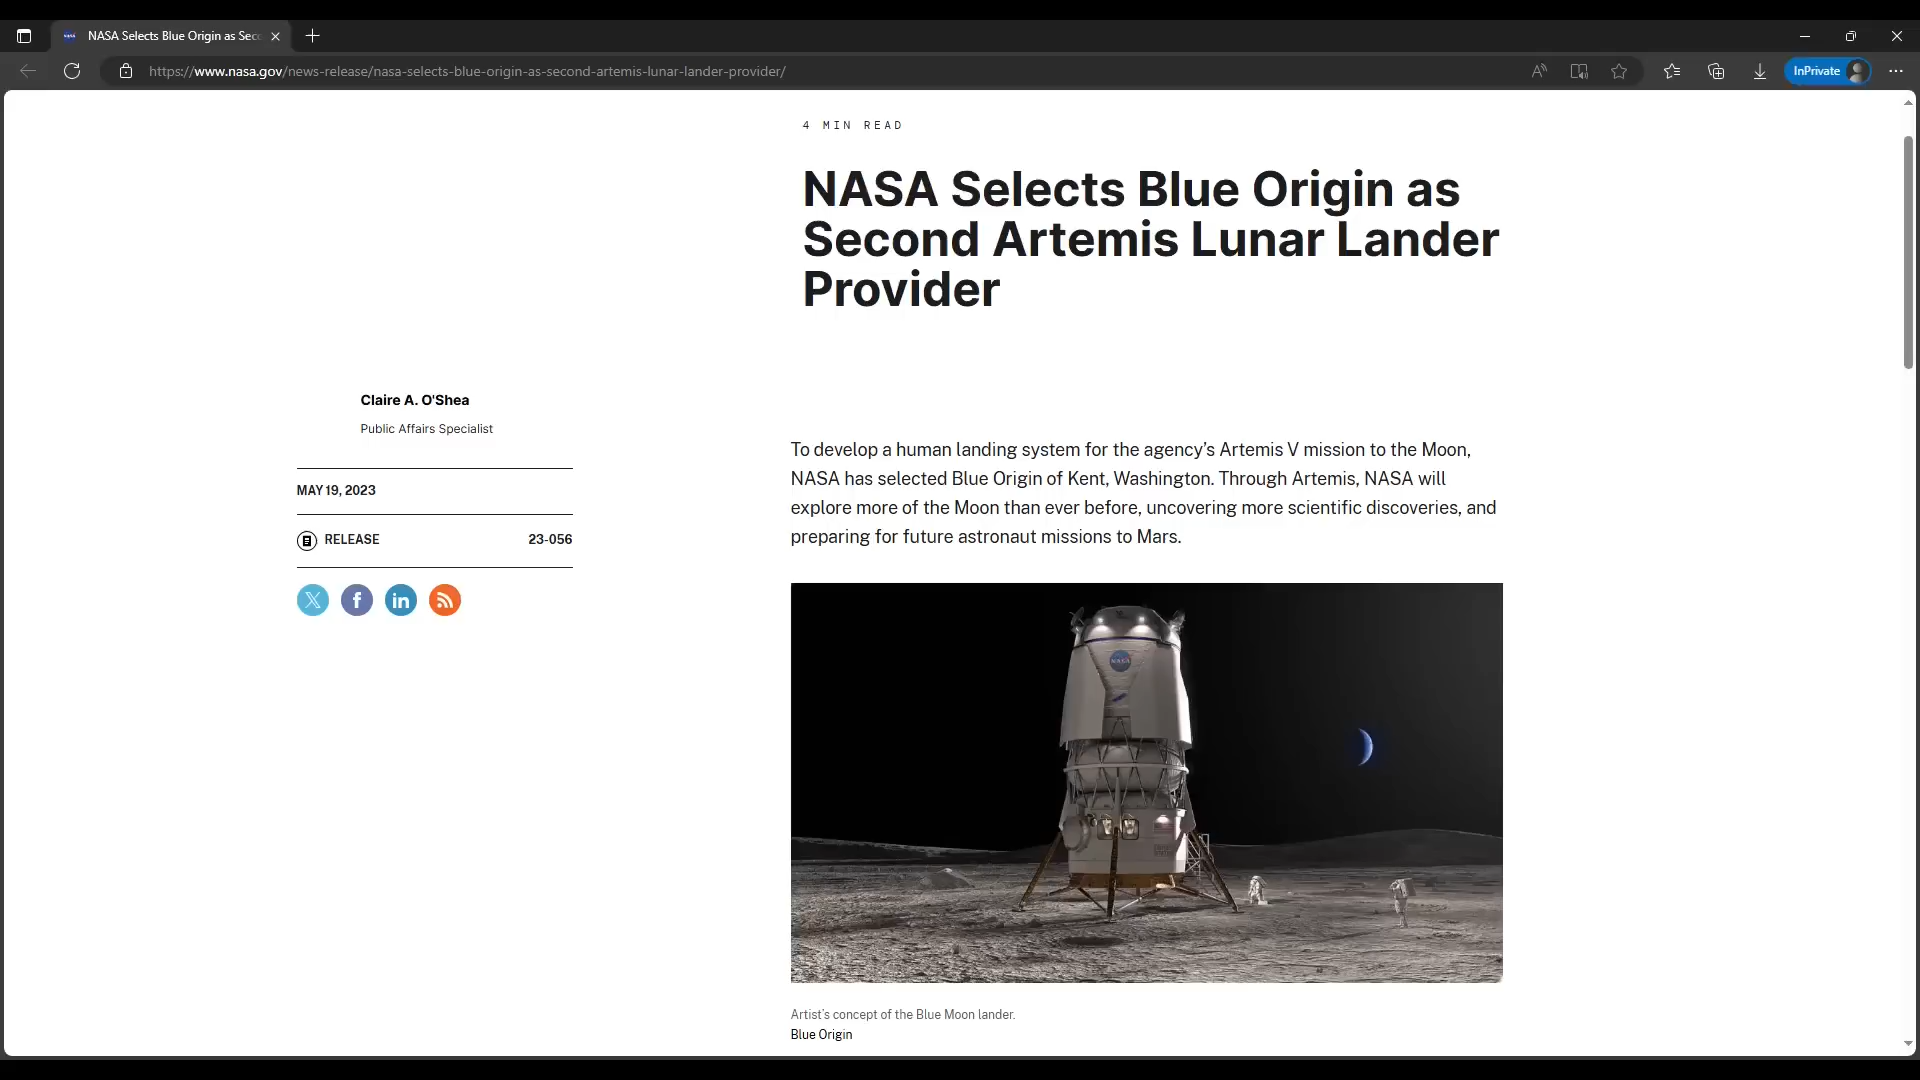 NASA Selects Blue Origin as Sec
https://www.nasa.gov/news-release/nasa-selects-blue-origin-as-second-artemis-lunar-lander-provider/
InPrivate
4 MIN READ
NASA Selects Blue Origin as
Second Artemis Lunar Lander
Provider
Claire A. O'Shea
Public Affairs Specialist
MAY 19, 2023
RELEASE 23-056
To develop a human landing system for the agency’s Artemis V mission to the Moon,
NASA has selected Blue Origin of Kent, Washington. Through Artemis, NASA will
explore more of the Moon than ever before, uncovering more scientific discoveries, and
preparing for future astronaut missions to Mars.
NASA
Artist’s concept of the Blue Moon lander.
Blue Origin